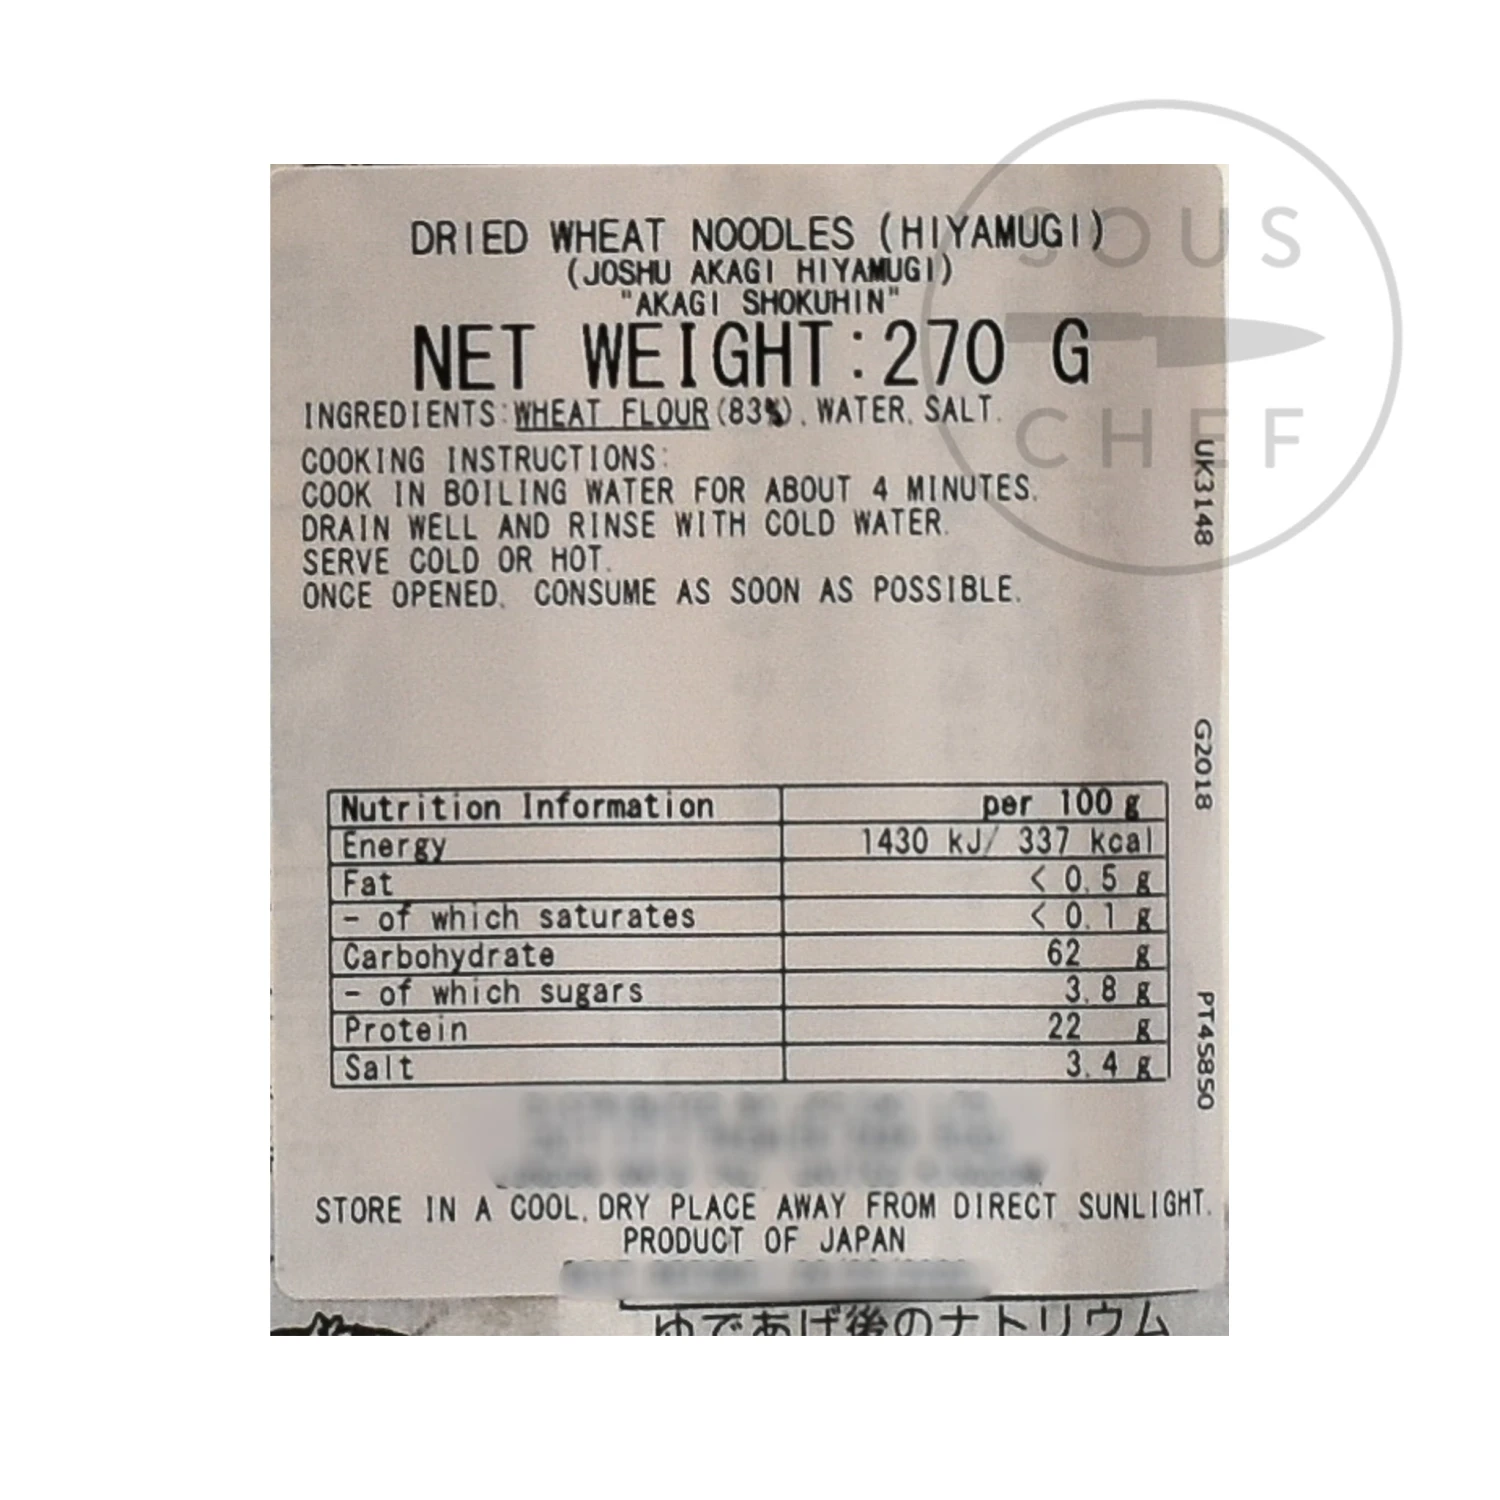 SOUS
CHEF
DRIED WHEAT NOODLES (HIYAMUGI)
(JOSHU AKAGI HIYAMUGI)
"AKAGI SHOKUHIN"
NET WEIGHT:270 G
INGREDIENTS:WHEAT FLOUR(83%), WATER, SALT.
COOKING INSTRUCTIONS:
COOK IN BOILING WATER FOR ABOUT 4 MINUTES.
DRAIN WELL AND RINSE WITH COLD WATER.
SERVE COLD OR HOT.
ONCE OPENED, CONSUME AS SOON AS POSSIBLE.
UK3148
G2018
PT45850
Nutrition Information per 100 g
Energy 1430 kJ/ 337 kcal
Fat < 0.5 g
- of which saturates < 0.1 g
Carbohydrate 62 g
- of which sugars 3.8 g
Protein 22 g
Salt 3.4 g
STORE IN A COOL, DRY PLACE AWAY FROM DIRECT SUNLIGHT.
PRODUCT OF JAPAN
ゆであげ後のナトリウム